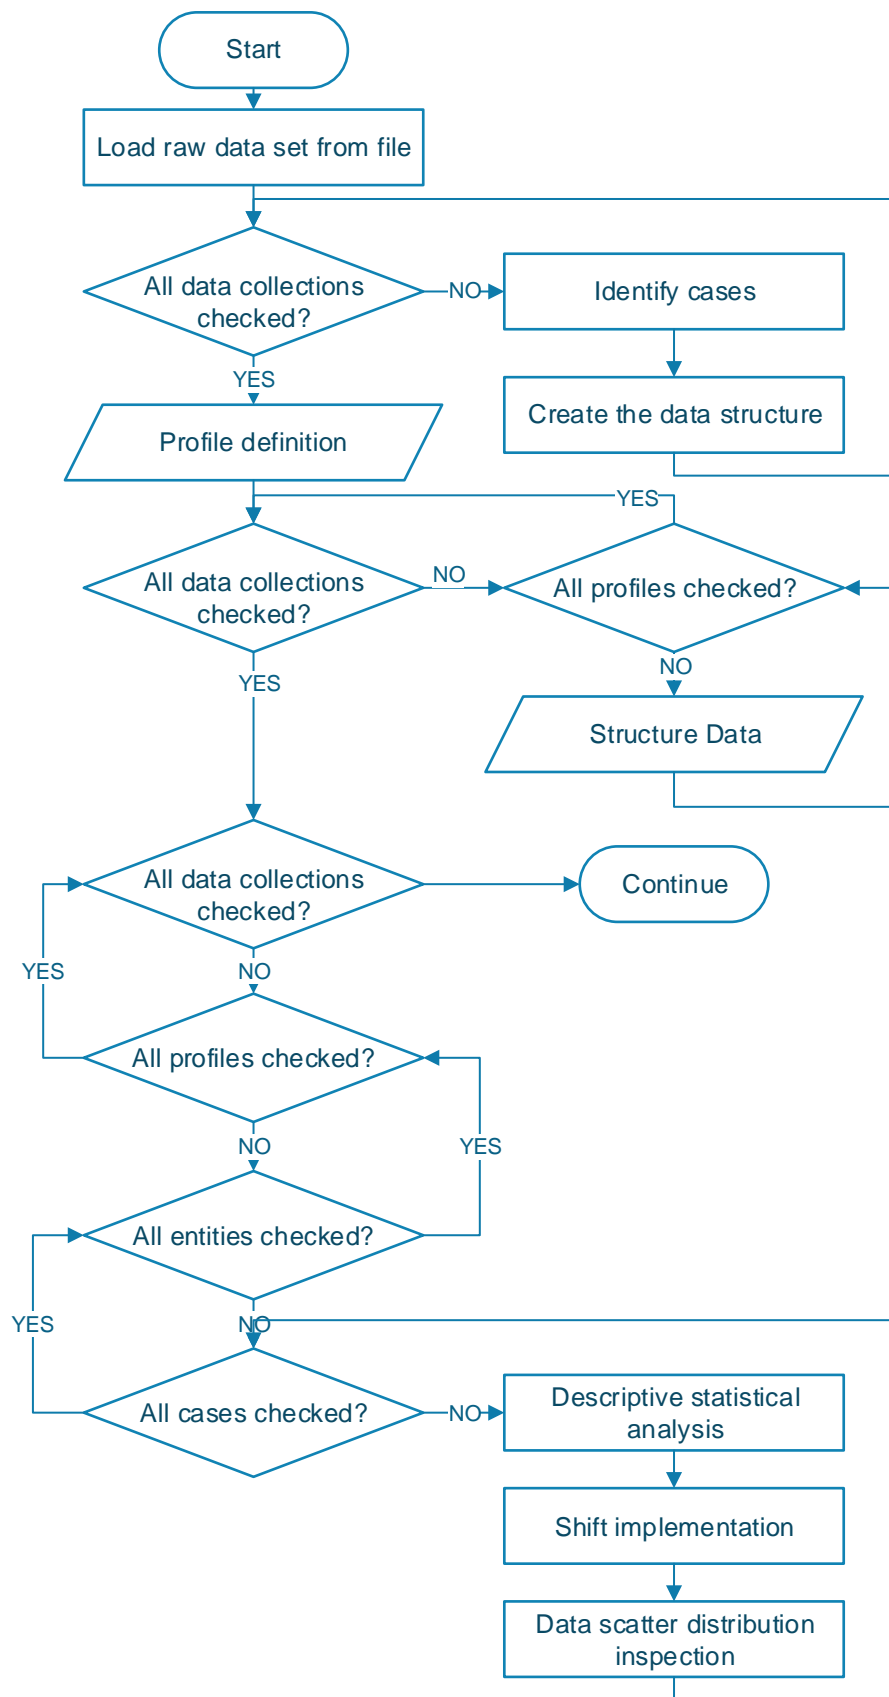 Start
Load raw data set from file
All data collections
checked?
NO
Identify cases
YES
Create the data structure
Profile definition
YES
All data collections
checked?
NO
All profiles checked?
NO
YES
Structure Data
All data collections
checked?
Continue
YES
NO
All profiles checked?
NO
YES
All entities checked?
YES
NO
All cases checked?
NO
Descriptive statistical
analysis
Shift implementation
Data scatter distribution
inspection